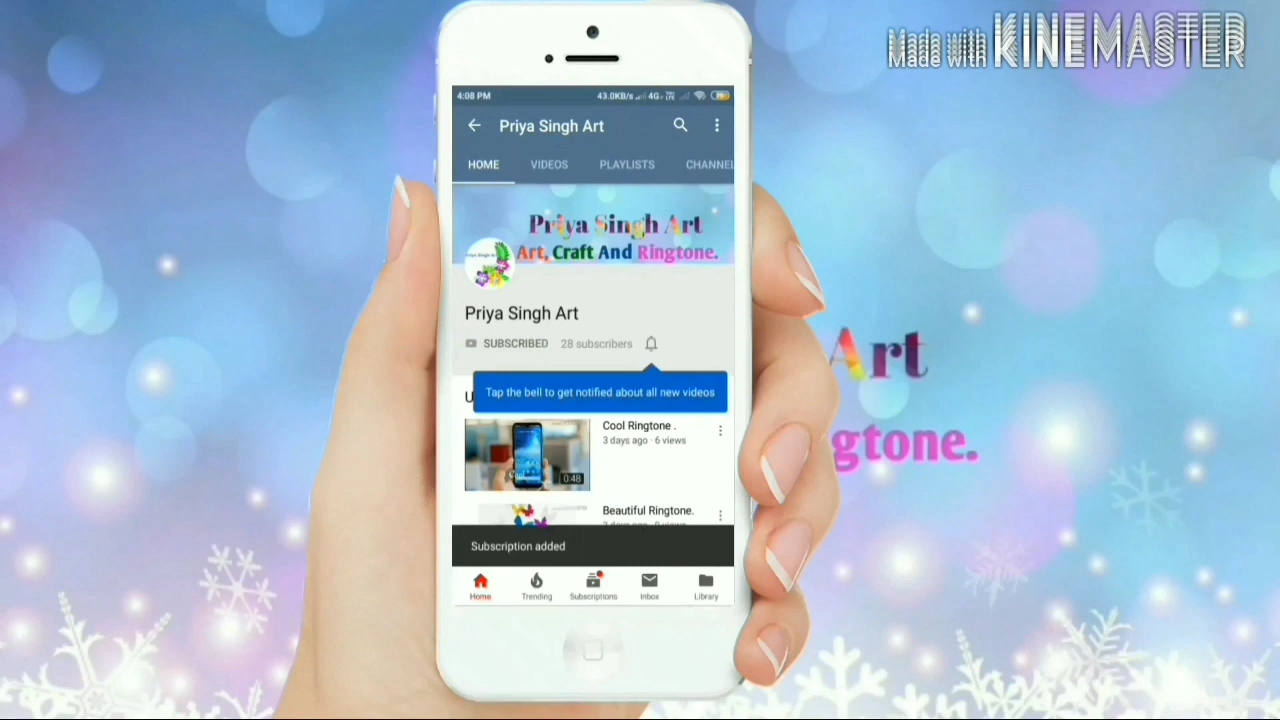 Made with KINEMASTER
4:08 PM 43.0KB/s 4G
Priya Singh Art
HOME VIDEOS PLAYLISTS CHANNEL
Priya Singh Art
Art, Craft And Ringtone.
Priya Singh Art
Priya Singh Art
SUBSCRIBED 28 subscribers
Tap the bell to get notified about all new videos
U
Cool Ringtone .
3 days ago · 6 views
0:48
Beautiful Ringtone.
Subscription added
Home Trending Subscriptions Inbox Library
Art
gtone.